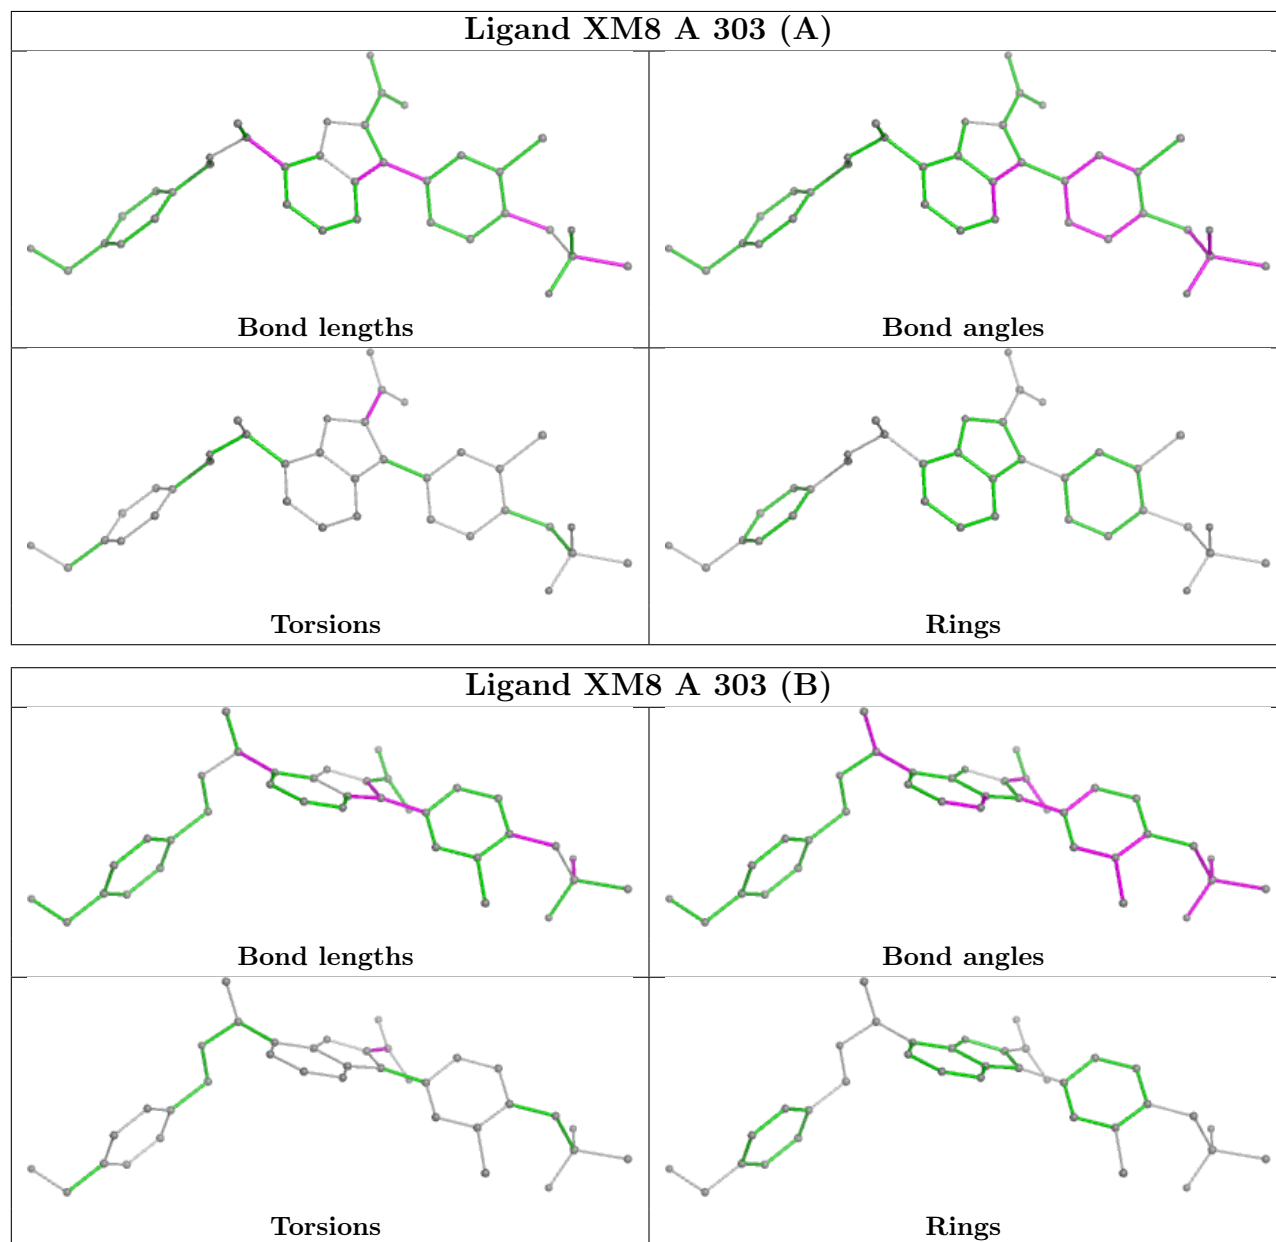 Ligand XM8 A 303 (A)
Bond lengths
Bond angles
Torsions
Rings
Ligand XM8 A 303 (B)
Bond lengths
Bond angles
Torsions
Rings